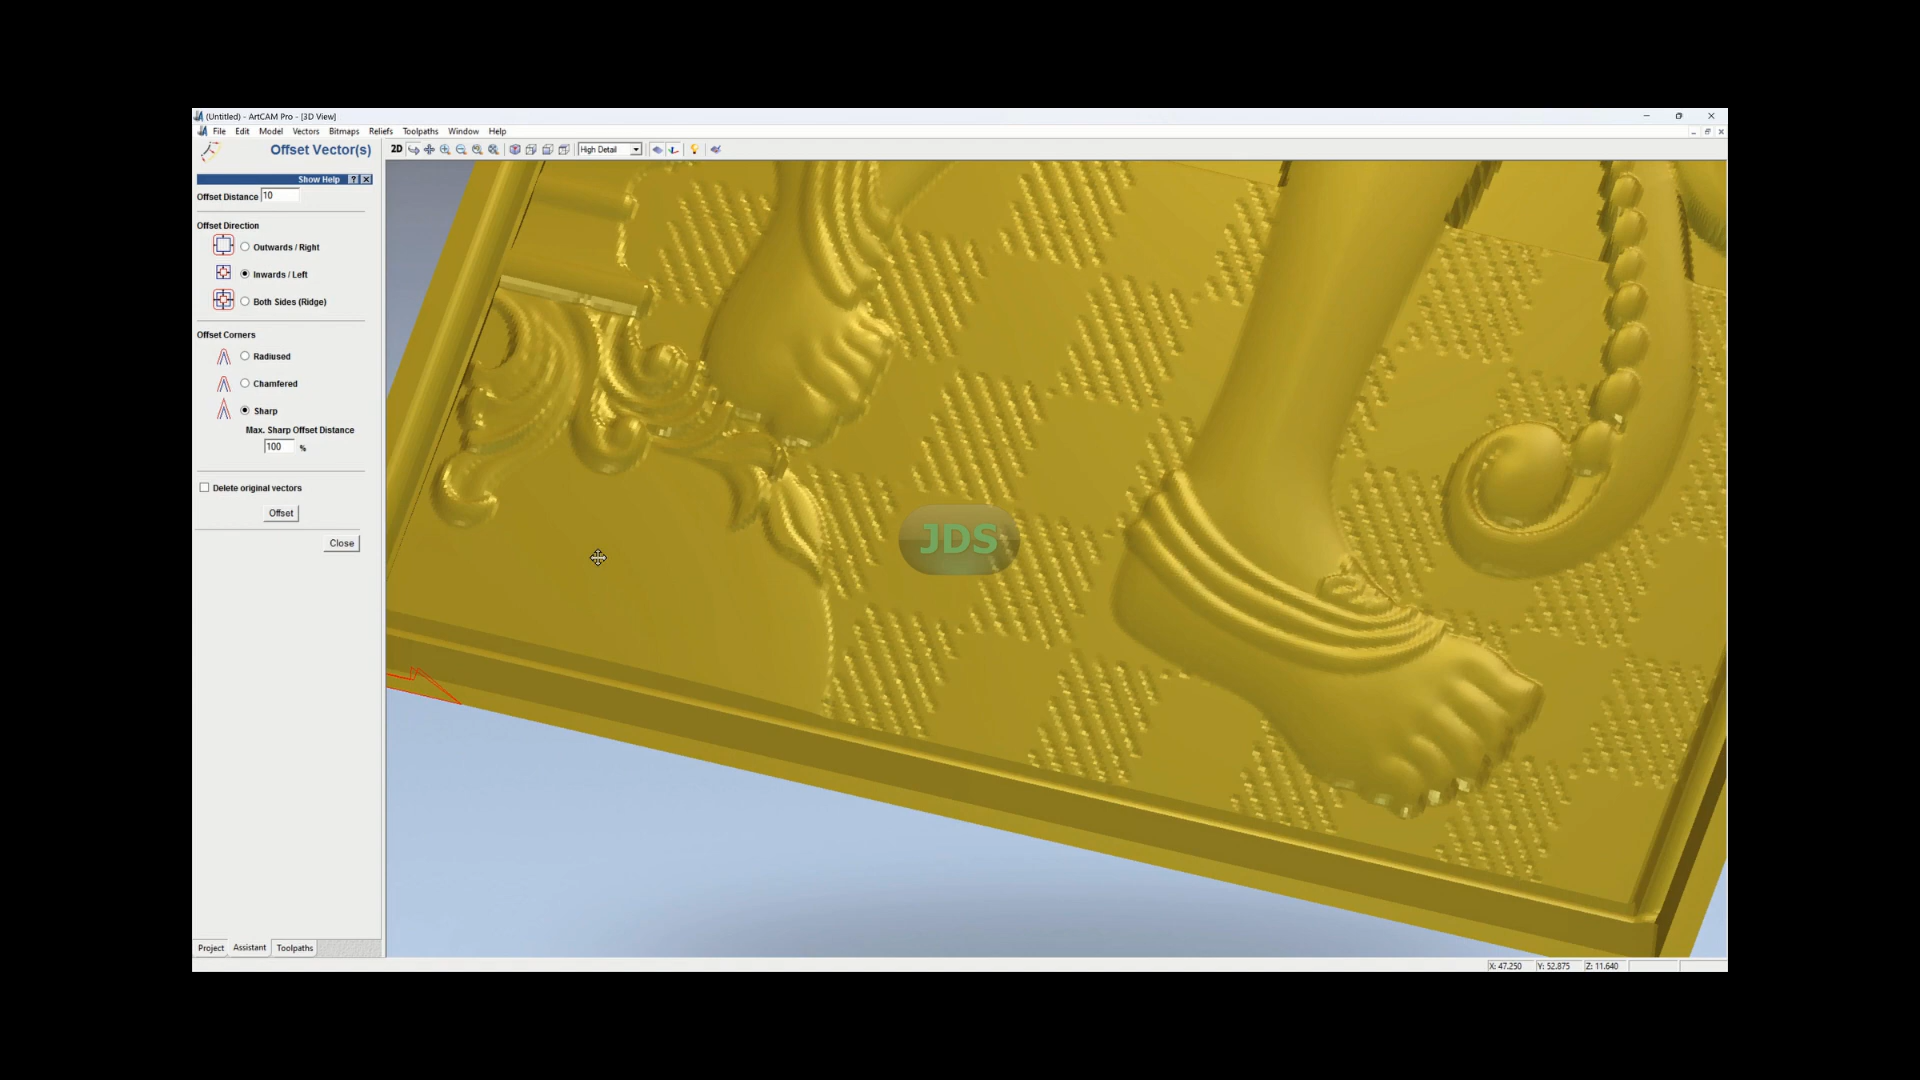 (Untitled) - ArtCAM Pro - [3D View]
File Edit Model Vectors Bitmaps Reliefs Toolpaths Window Help
Offset Vector(s)
2D
High Detail
Show Help ?
Offset Distance 10
Offset Direction
Outwards / Right
Inwards / Left
Both Sides (Ridge)
Offset Corners
Radiused
Chamfered
Sharp
Max. Sharp Offset Distance
100 %
Delete original vectors
Offset
Close
JDS
Project Assistant Toolpaths
X: 47.250 Y: 52.875 Z: 11.640